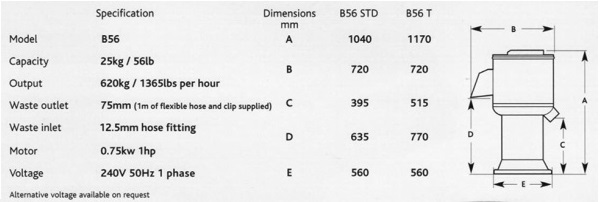 Specification Dimensions mm B56 STD B56 T
Model B56 A 1040 1170
Capacity 25kg / 56lb B 720 720
Output 620kg / 1365lbs per hour
Waste outlet 75mm (1m of flexible hose and clip supplied) C 395 515
Waste inlet 12.5mm hose fitting D 635 770
Motor 0.75kw 1hp
Voltage 240V 50Hz 1 phase E 560 560
Alternative voltage available on request
B
A
D
C
E